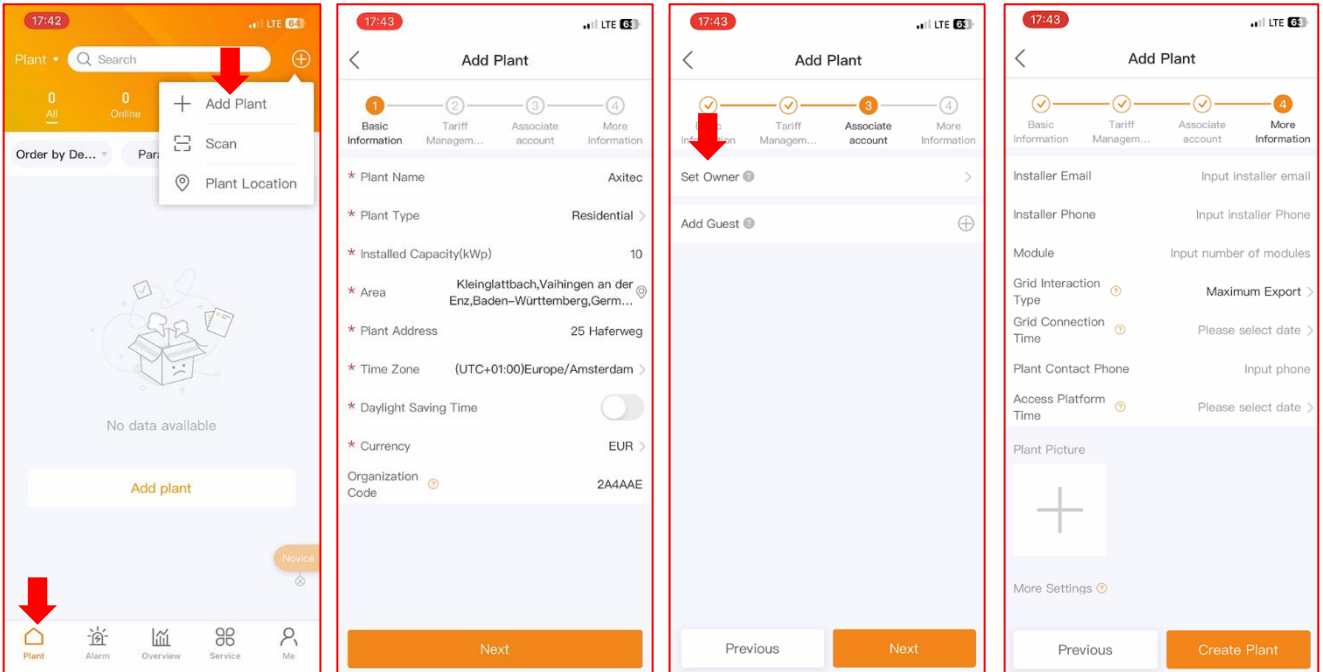 17:42
LTE 64
Plant
Search
0
All
0
Online
Add Plant
Scan
Plant Location
Order by De...
Para
No data available
Add plant
Novice
Plant
Alarm
Overview
Service
Me
17:43
LTE 63
Add Plant
1
2
3
4
Basic
Information
Tariff
Managem...
Associate
account
More
Information
* Plant Name
Axitec
* Plant Type
Residential
* Installed Capacity(kWp)
10
* Area
Kleinglattbach,Vaihingen an der
Enz,Baden-Württemberg,Germ...
* Plant Address
25 Haferweg
* Time Zone
(UTC+01:00)Europe/Amsterdam
* Daylight Saving Time
* Currency
EUR
Organization
Code
2A4AAE
Next
17:43
LTE 63
Add Plant
3
4
Tariff
Managem...
Associate
account
More
Information
Set Owner
Add Guest
Previous
Next
17:43
LTE 63
Add Plant
4
Basic
Information
Tariff
Managem...
Associate
account
More
Information
Installer Email
Input installer email
Installer Phone
Input installer Phone
Module
Input number of modules
Grid Interaction
Type
Maximum Export
Grid Connection
Time
Please select date
Plant Contact Phone
Input phone
Access Platform
Time
Please select date
Plant Picture
More Settings
Previous
Create Plant